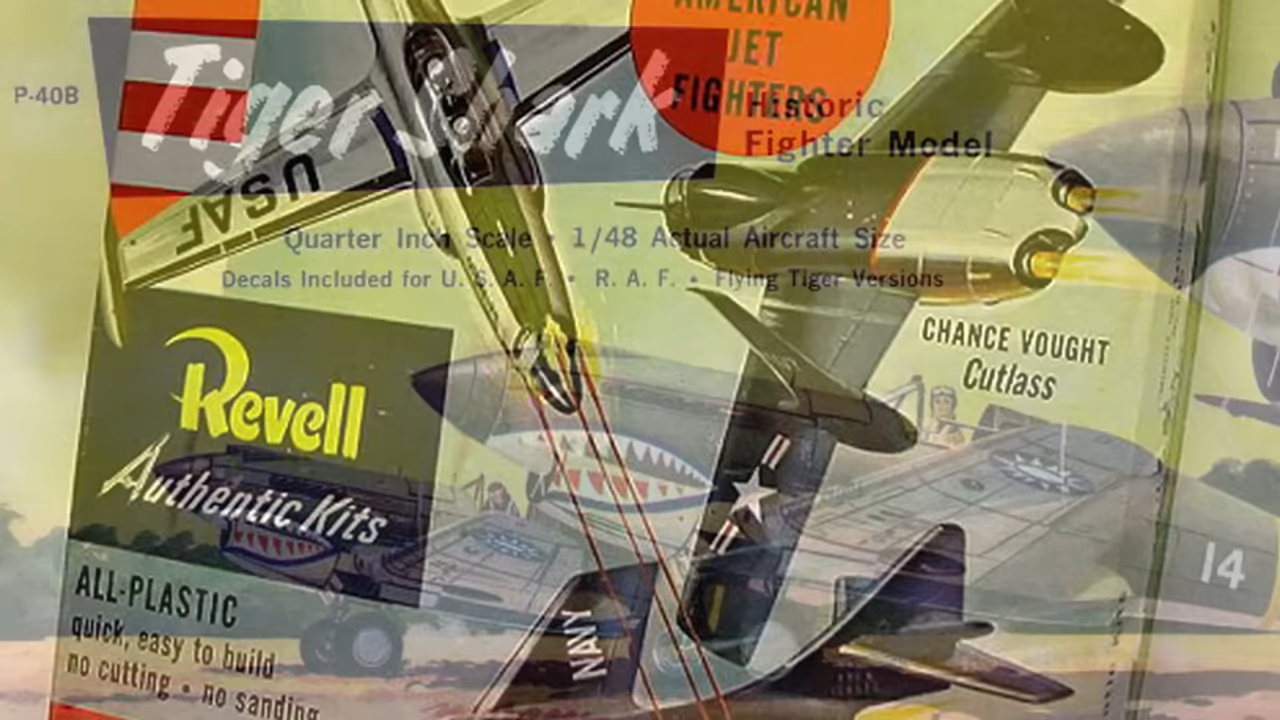 AMERICAN
JET
FIGHTERS
P-40B
Tiger Shark
Historic
Fighter Model
USAF
Quarter Inch Scale • 1/48 Actual Aircraft Size
Decals Included for U. S. A. F. • R. A. F. • Flying Tiger Versions
CHANCE VOUGHT
Cutlass
Revell
Authentic Kits
14
ALL-PLASTIC
quick, easy to build
no cutting • no sanding
NAVY